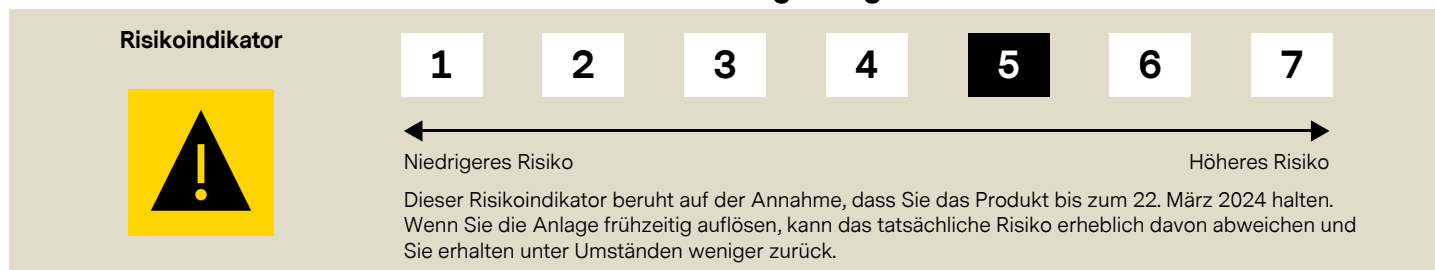 Risikoindikator
1 2 3 4 5 6 7
Niedrigeres Risiko Höheres Risiko
Dieser Risikoindikator beruht auf der Annahme, dass Sie das Produkt bis zum 22. März 2024 halten.
Wenn Sie die Anlage frühzeitig auflösen, kann das tatsächliche Risiko erheblich davon abweichen und
Sie erhalten unter Umständen weniger zurück.